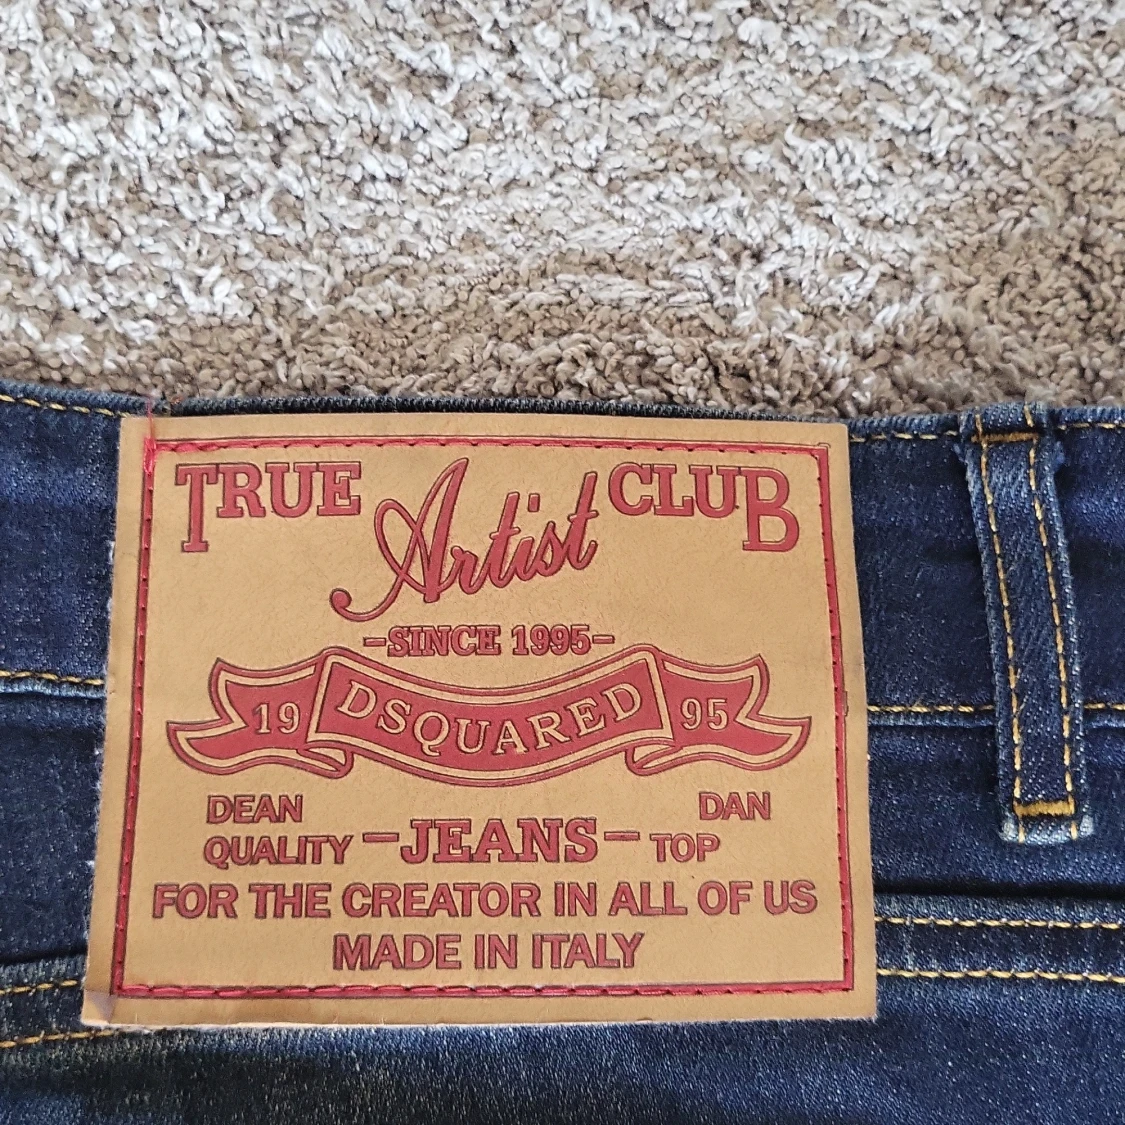 TRUE Artist CLUB
-SINCE 1995-
19 DSQUARED 95
DEAN DAN
QUALITY -JEANS- TOP
FOR THE CREATOR IN ALL OF US
MADE IN ITALY